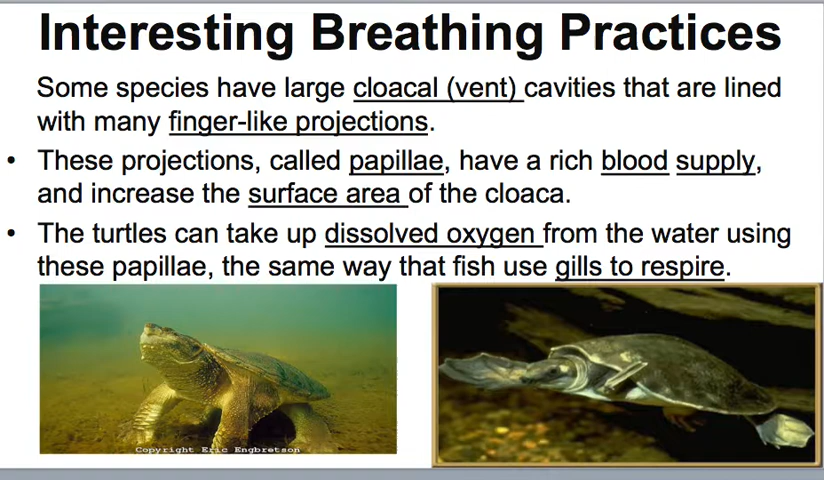 Interesting Breathing Practices
Some species have large cloacal (vent) cavities that are lined
with many finger-like projections.
• These projections, called papillae, have a rich blood supply,
and increase the surface area of the cloaca.
• The turtles can take up dissolved oxygen from the water using
these papillae, the same way that fish use gills to respire.
Copyright Eric Engbretson